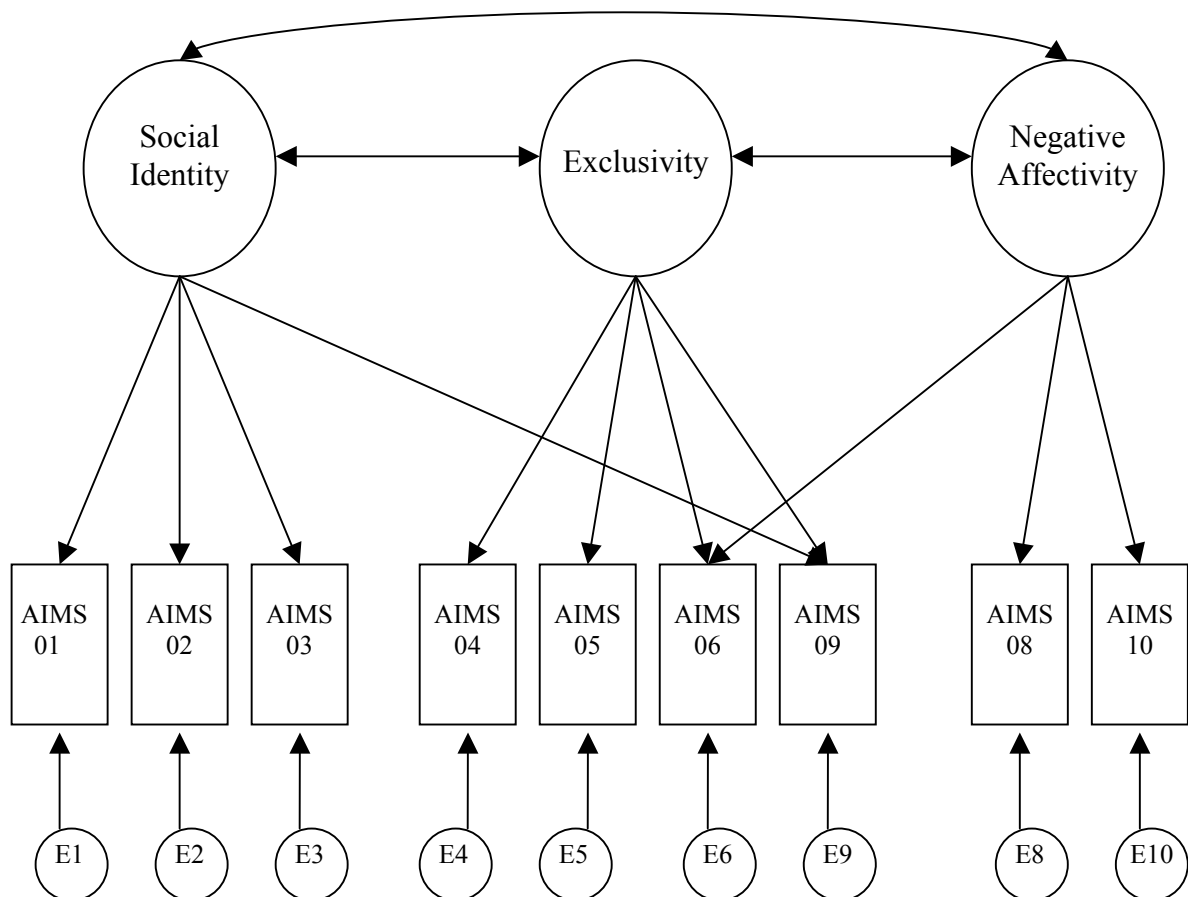 Social
Identity
Exclusivity
Negative
Affectivity
AIMS
01
AIMS
02
AIMS
03
AIMS
04
AIMS
05
AIMS
06
AIMS
09
AIMS
08
AIMS
10
E1
E2
E3
E4
E5
E6
E9
E8
E10